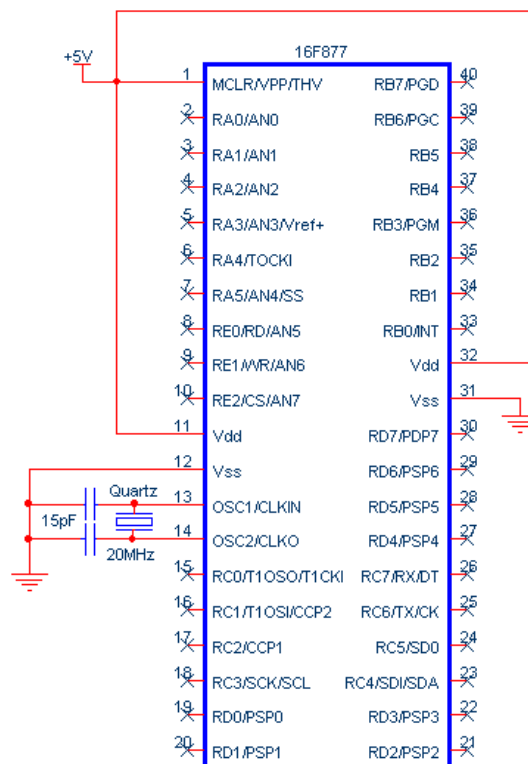 16F877
+5V
1 MCLR/VPP/THV RB7/PGD 40
2 RA0/AN0 RB6/PGC 39
3 RA1/AN1 RB5 38
4 RA2/AN2 RB4 37
5 RA3/AN3/Vref+ RB3/PGM 36
6 RA4/TOCKI RB2 35
7 RA5/AN4/SS RB1 34
8 RE0/RD/AN5 RB0/INT 33
9 RE1/WR/AN6 Vdd 32
10 RE2/CS/AN7 Vss 31
11 Vdd RD7/PDP7 30
12 Vss RD6/PSP6 29
Quartz
13 OSC1/CLKIN RD5/PSP5 28
15pF
14 OSC2/CLKO RD4/PSP4 27
20MHz
15 RC0/T1OSO/T1CKI RC7/RX/DT 26
16 RC1/T1OSI/CCP2 RC6/TX/CK 25
17 RC2/CCP1 RC5/SD0 24
18 RC3/SCK/SCL RC4/SDI/SDA 23
19 RD0/PSP0 RD3/PSP3 22
20 RD1/PSP1 RD2/PSP2 21